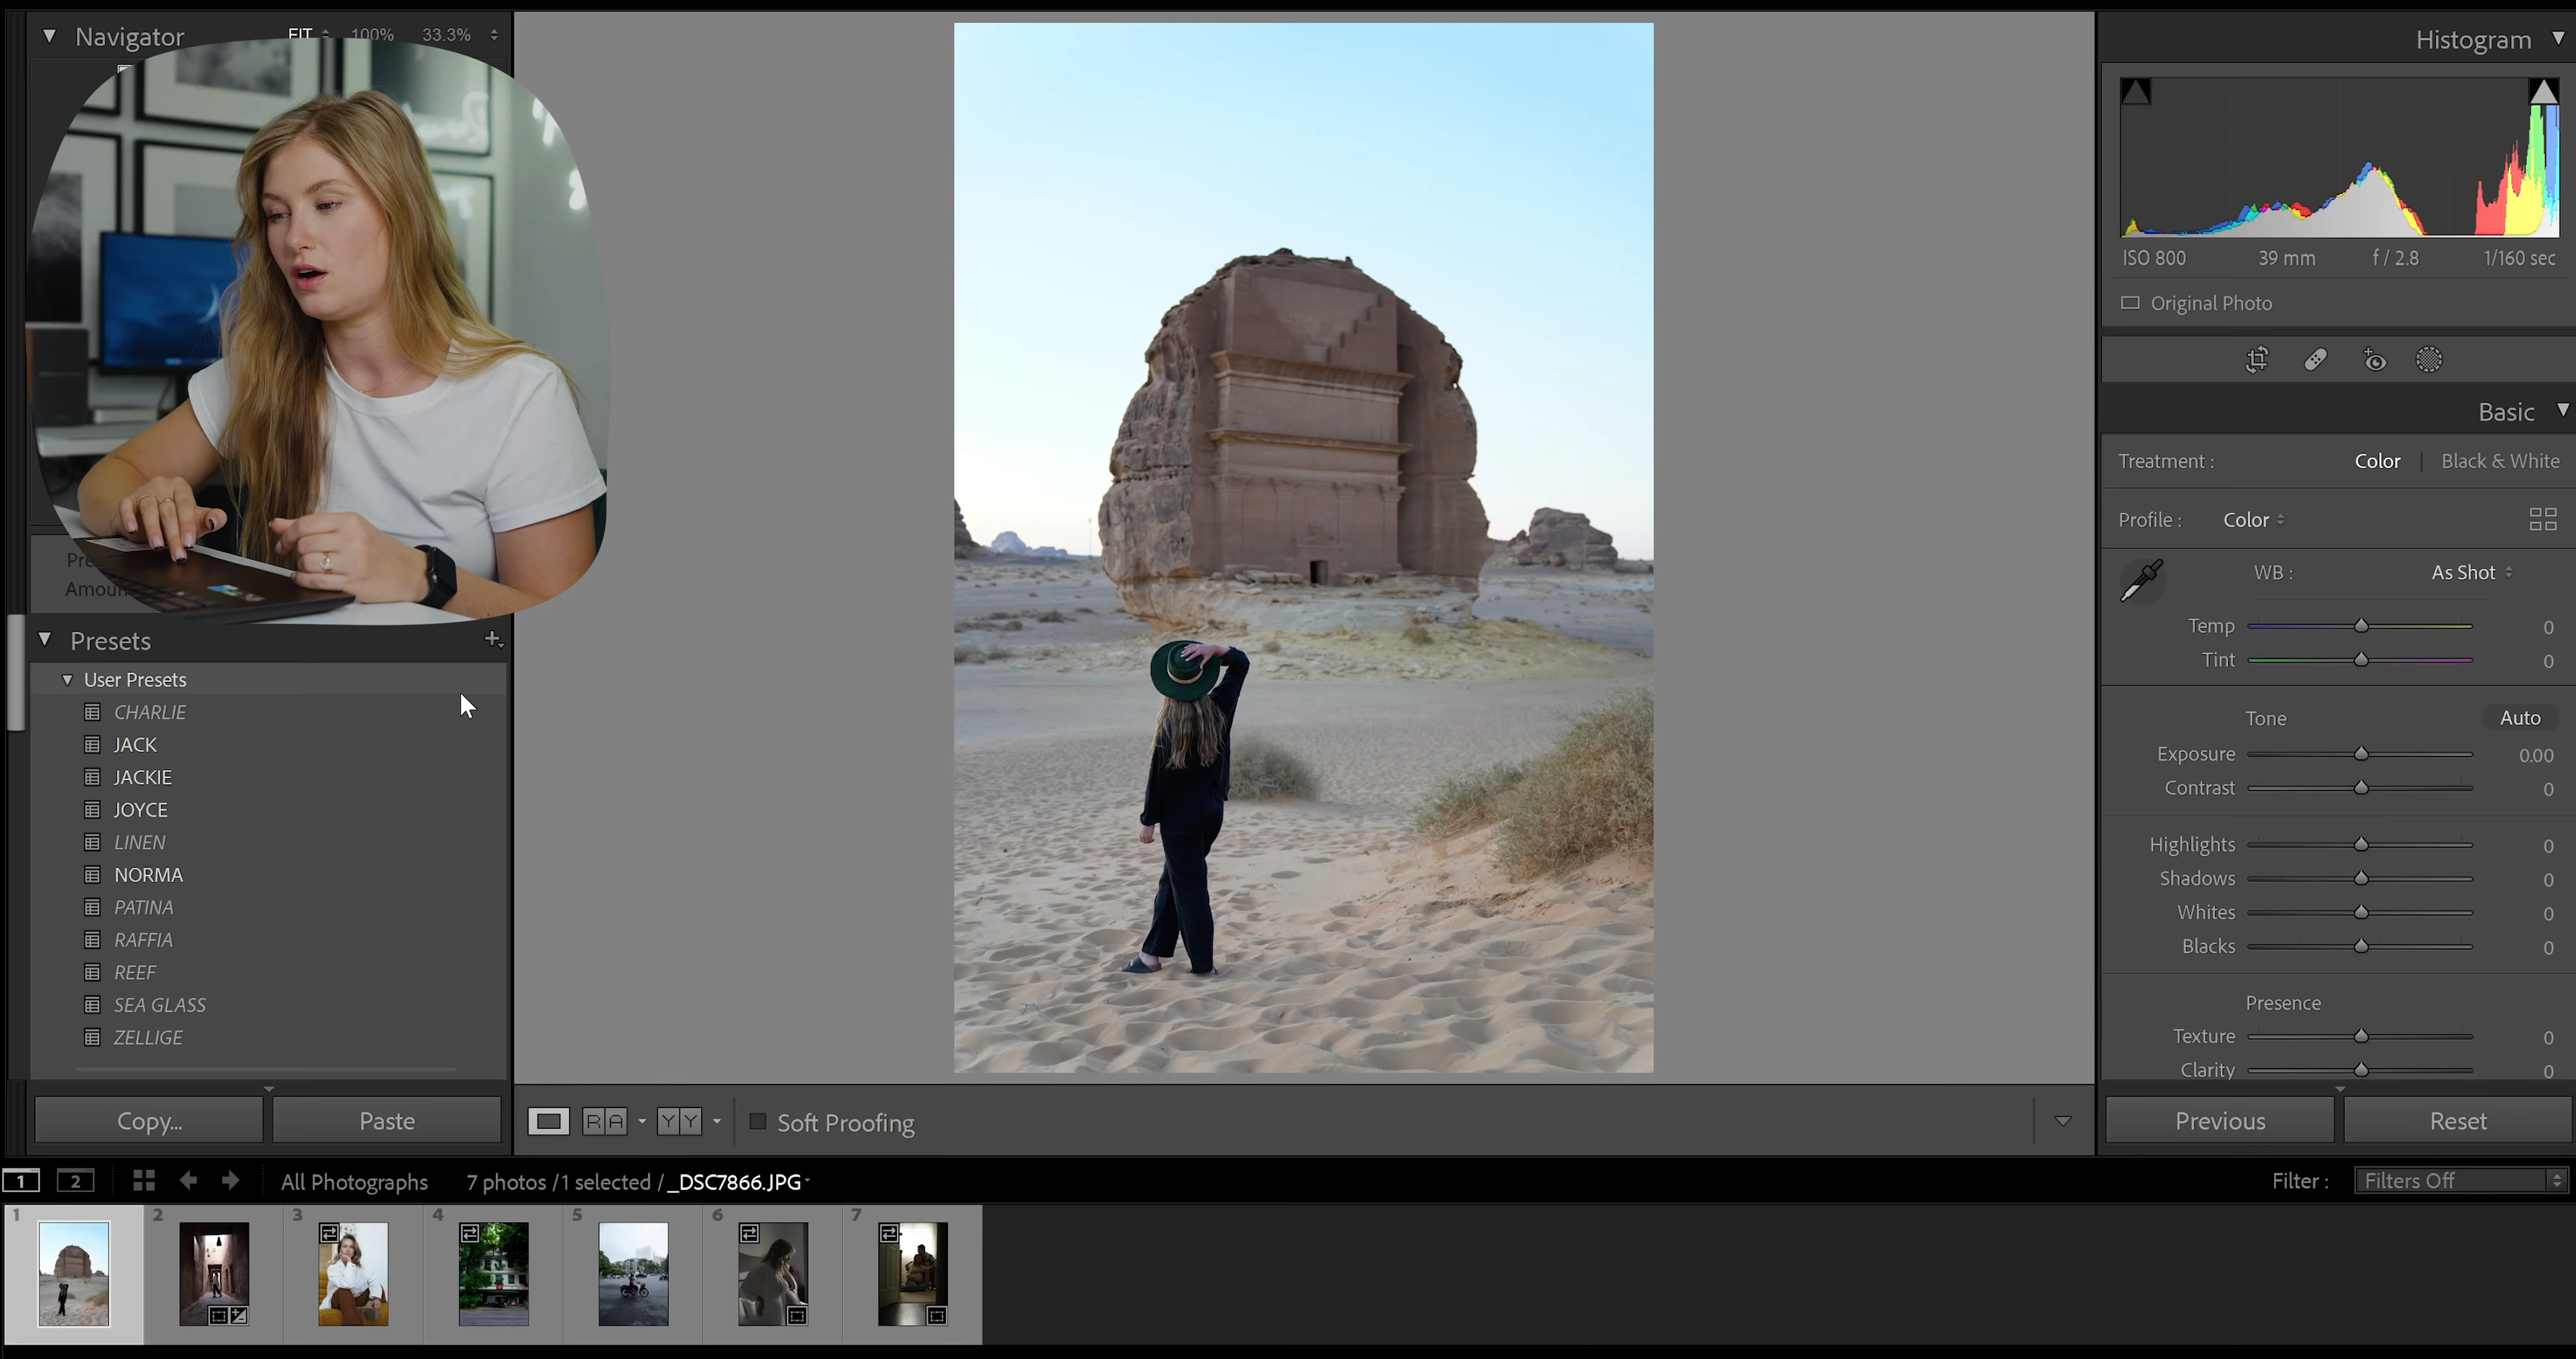 Navigator
FIT 100% 33.3%
Presets
User Presets
CHARLIE
JACK
JACKIE
JOYCE
LINEN
NORMA
PATINA
RAFFIA
REEF
SEA GLASS
ZELLIGE
Copy...
Paste
RA
YY
Soft Proofing
Histogram
ISO 800 39 mm f / 2.8 1/160 sec
Original Photo
Basic
Treatment : Color Black & White
Profile : Color
WB : As Shot
Temp 0
Tint 0
Tone Auto
Exposure 0.00
Contrast 0
Highlights 0
Shadows 0
Whites 0
Blacks 0
Presence
Texture 0
Clarity 0
Previous
Reset
1 2 All Photographs 7 photos /1 selected /_DSC7866.JPG
Filter : Filters Off
1 2 3 4 5 6 7